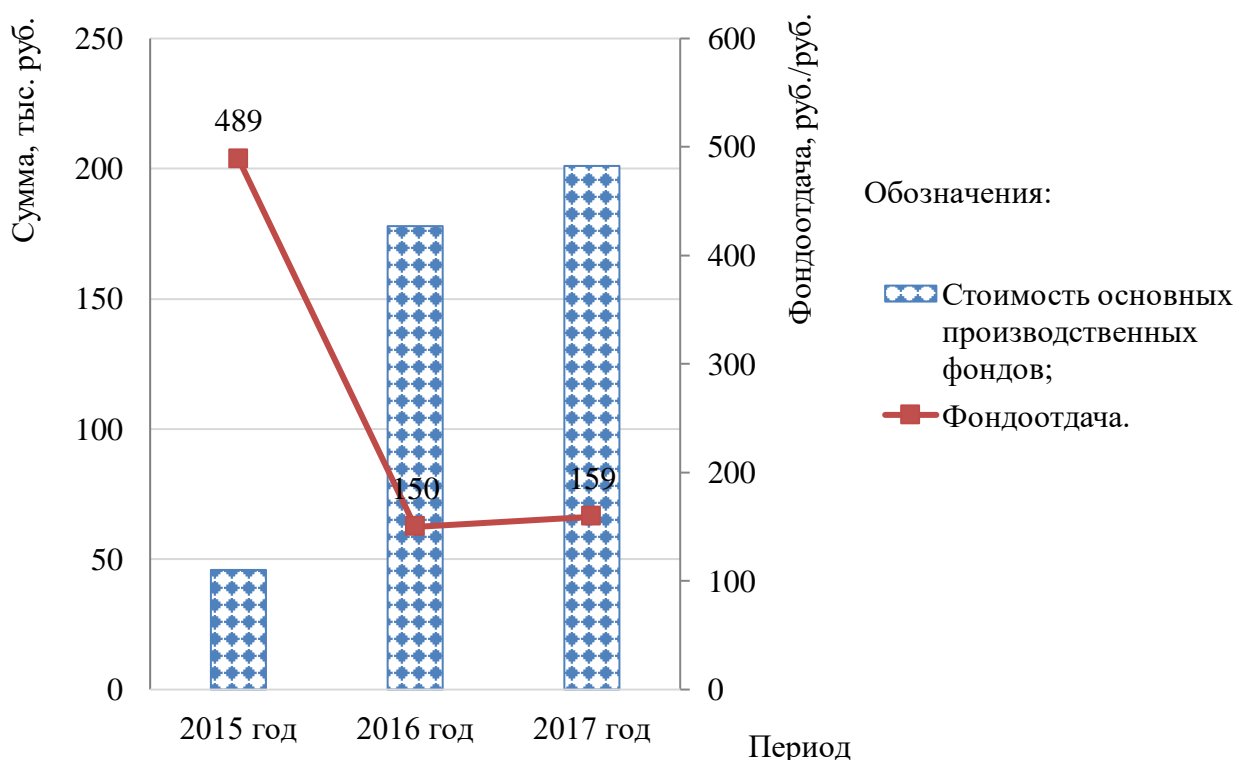 Сумма, тыс. руб.
250
200
150
100
50
0
489
150
159
600
500
400
300
200
100
0
Фондоотдача, руб./руб.
2015 год
2016 год
2017 год
Период
Обозначения:
Стоимость основных
производственных
фондов;
Фондоотдача.